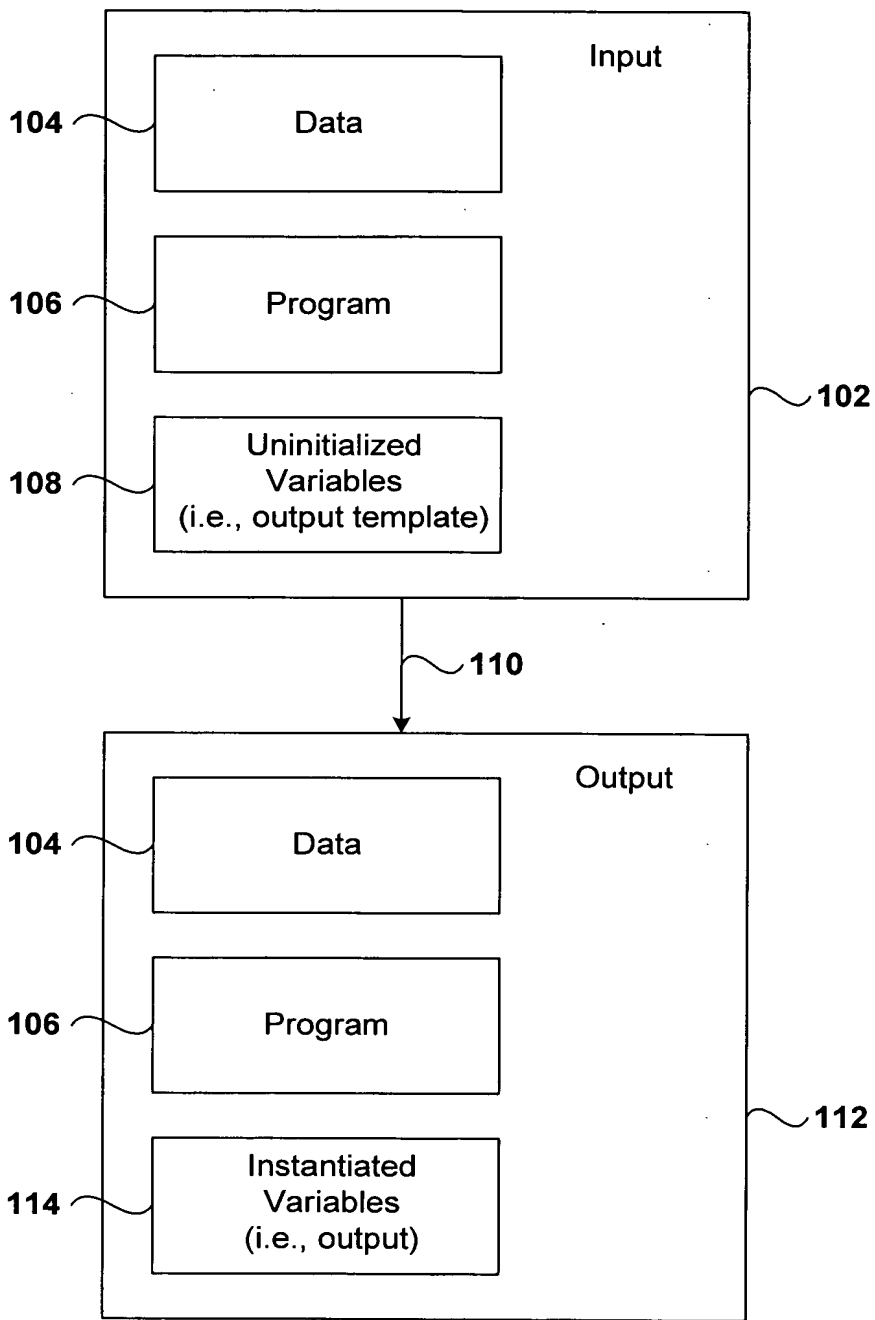 Input
104
Data
106
Program
102
108
Uninitialized
Variables
(i.e., output template)
110
Output
104
Data
106
Program
112
114
Instantiated
Variables
(i.e., output)